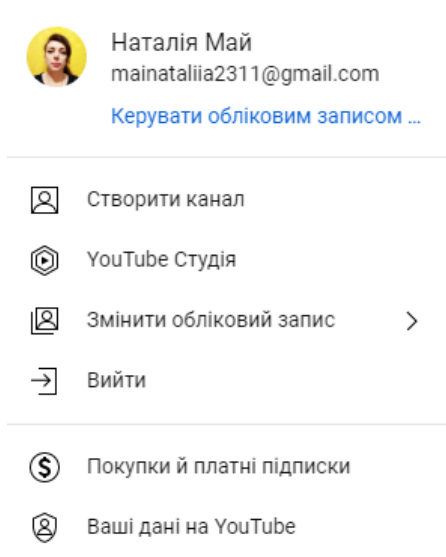 Наталія Май
mainataliia2311@gmail.com
Керувати обліковим записом ...
Створити канал
YouTube Студія
Змінити обліковий запис
Вийти
Покупки й платні підписки
Ваші дані на YouTube